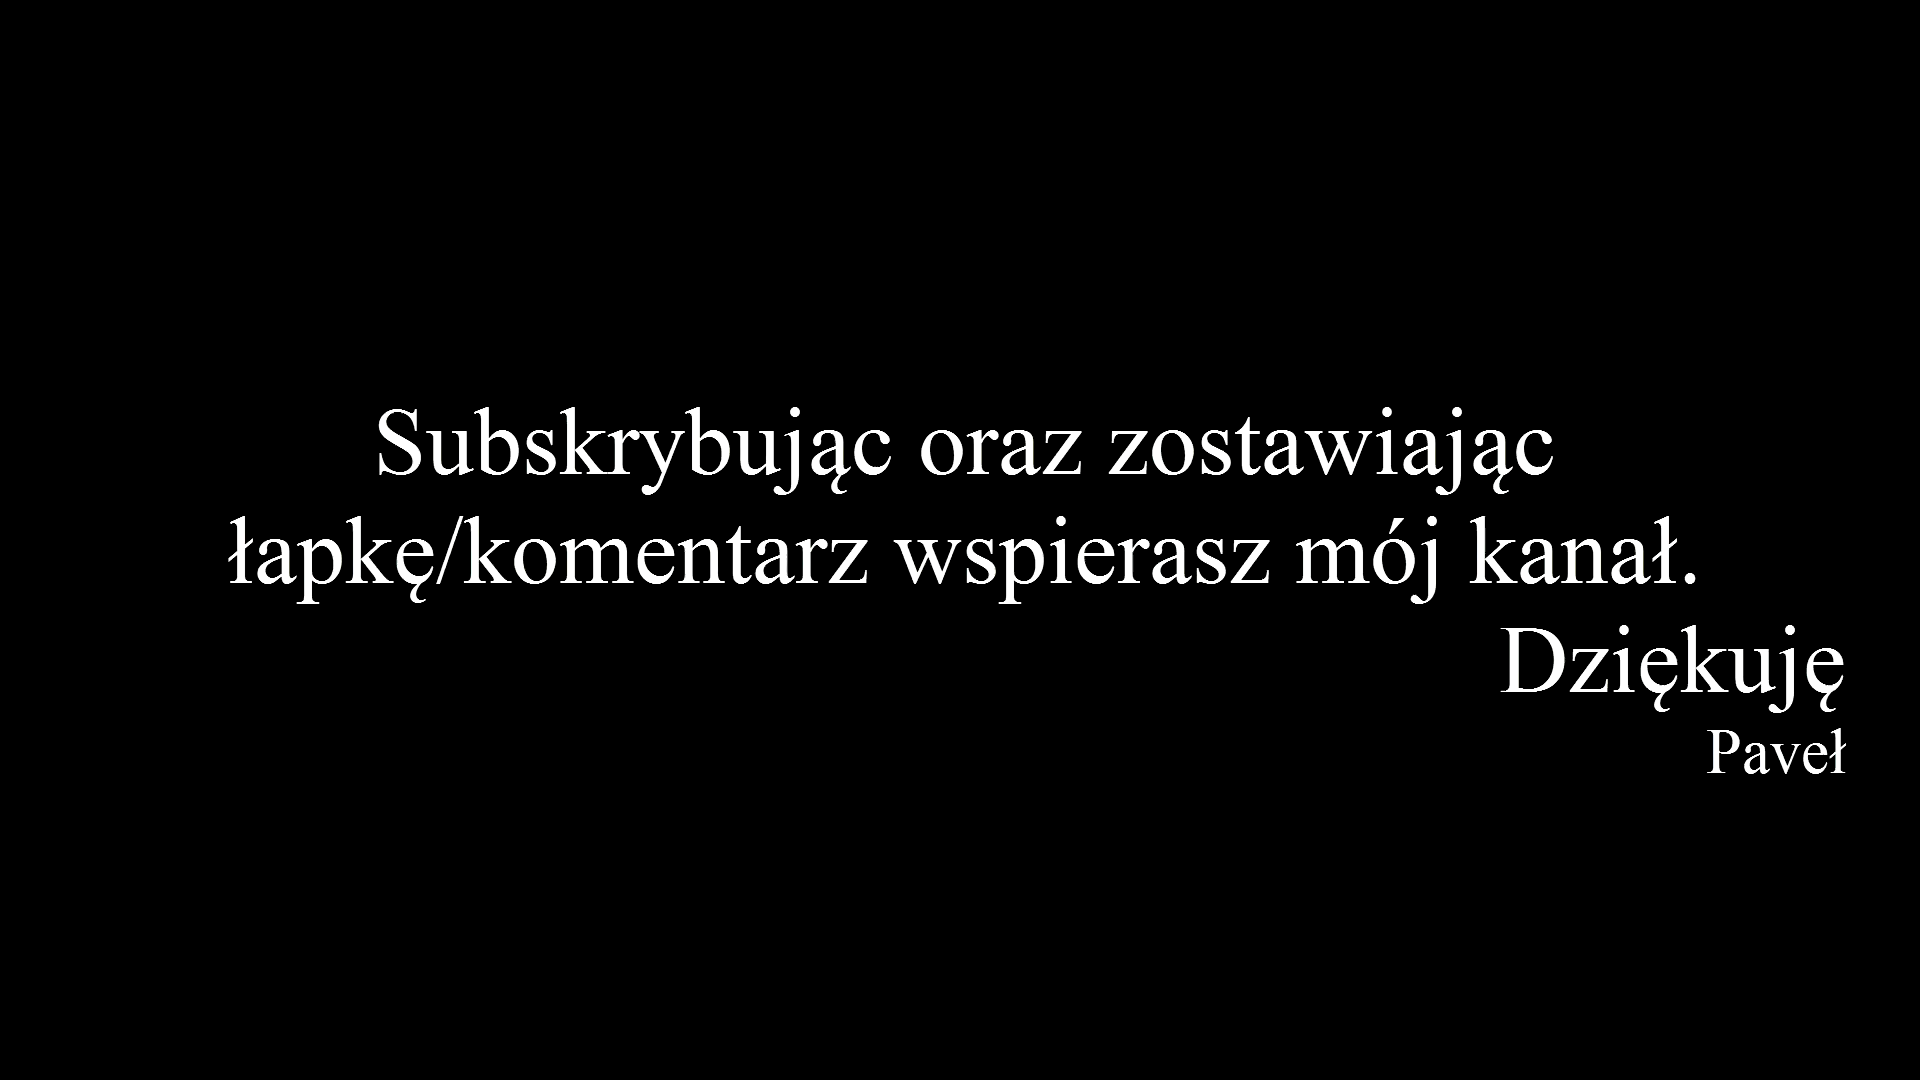 Subskrybując oraz zostawiając
łapkę/komentarz wspierasz mój kanał.
Dziękuję
Paveł